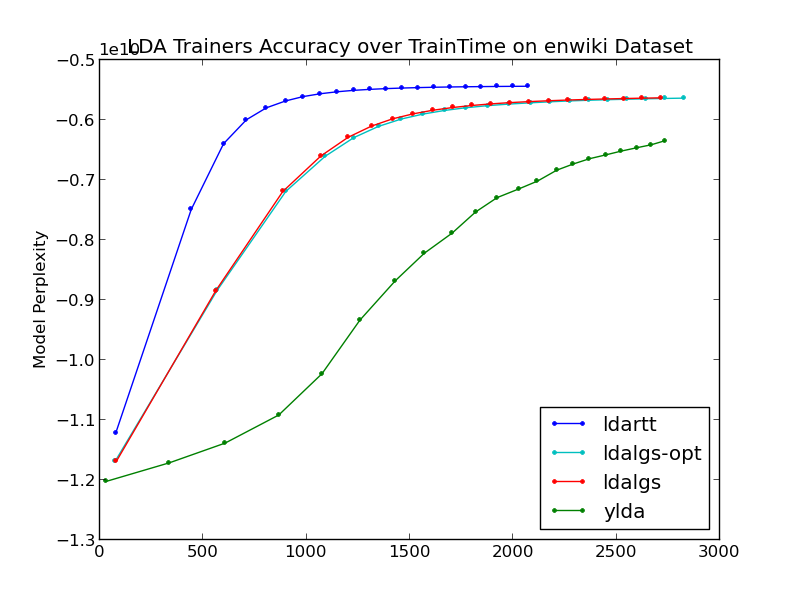 1e10
LDA Trainers Accuracy over TrainTime on enwiki Dataset
Model Perplexity
−0.5
−0.6
−0.7
−0.8
−0.9
−1.0
−1.1
−1.2
−1.3
0 500 1000 1500 2000 2500 3000
ldartt
ldalgs-opt
ldalgs
ylda